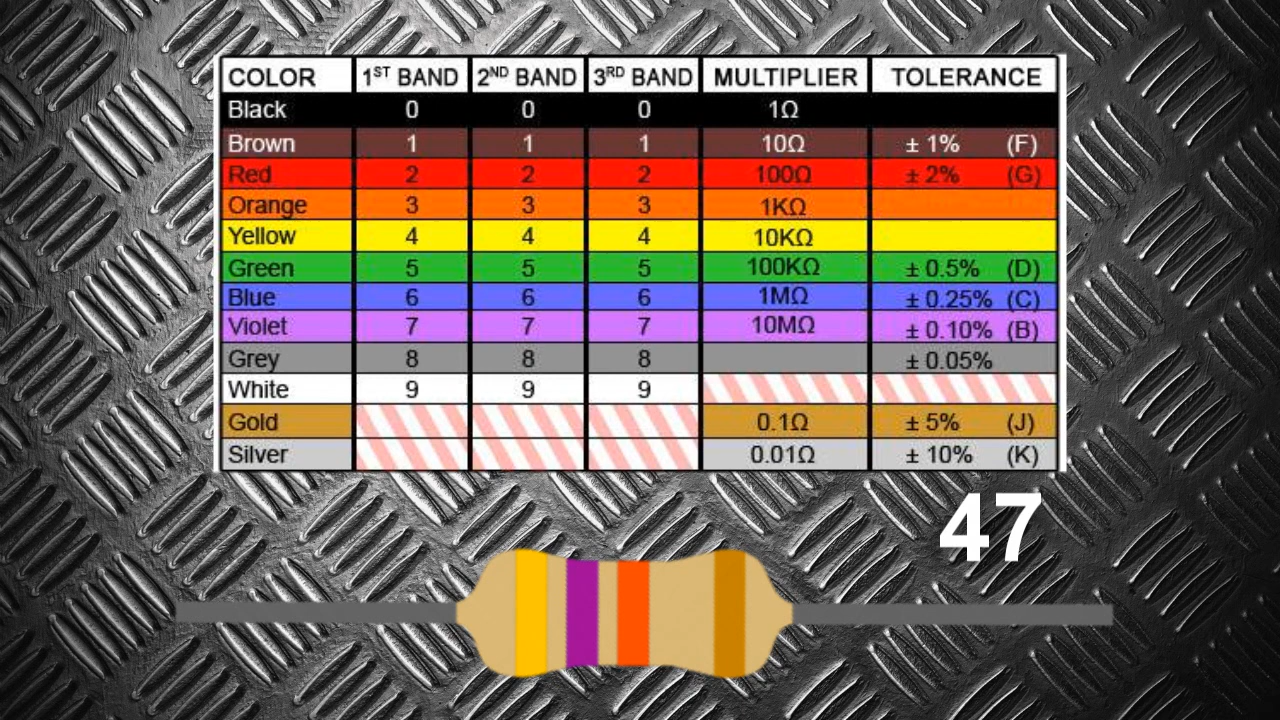 COLOR 1ST BAND 2ND BAND 3RD BAND MULTIPLIER TOLERANCE
Black 0 0 0 1Ω
Brown 1 1 1 10Ω ± 1% (F)
Red 2 2 2 100Ω ± 2% (G)
Orange 3 3 3 1KΩ
Yellow 4 4 4 10KΩ
Green 5 5 5 100KΩ ± 0.5% (D)
Blue 6 6 6 1MΩ ± 0.25% (C)
Violet 7 7 7 10MΩ ± 0.10% (B)
Grey 8 8 8 ± 0.05%
White 9 9 9
Gold 0.1Ω ± 5% (J)
Silver 0.01Ω ± 10% (K)
47